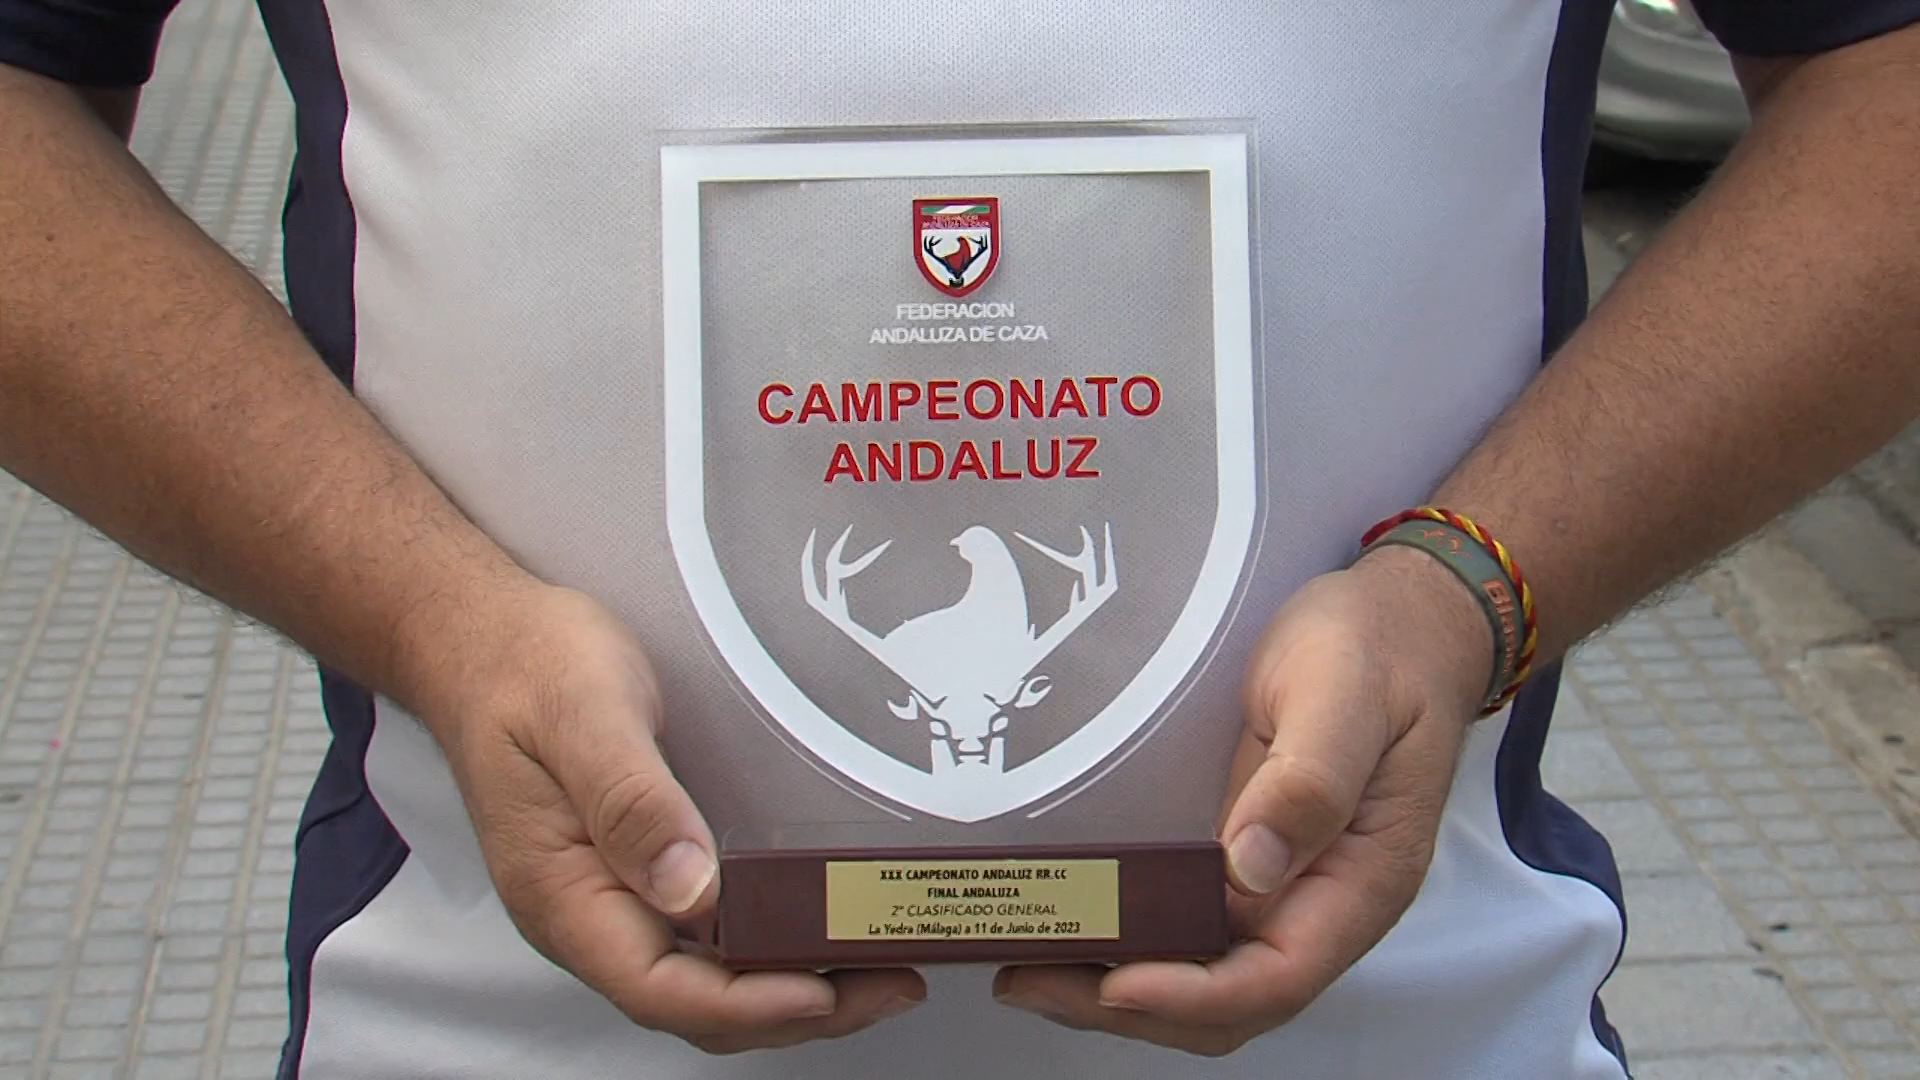 FEDERACION
ANDALUZA DE CAZA
CAMPEONATO
ANDALUZ
XXX CAMPEONATO ANDALUZ RR.CC
FINAL ANDALUZA
2º CLASIFICADO GENERAL
La Yedra (Málaga) a 11 de Junio de 2023